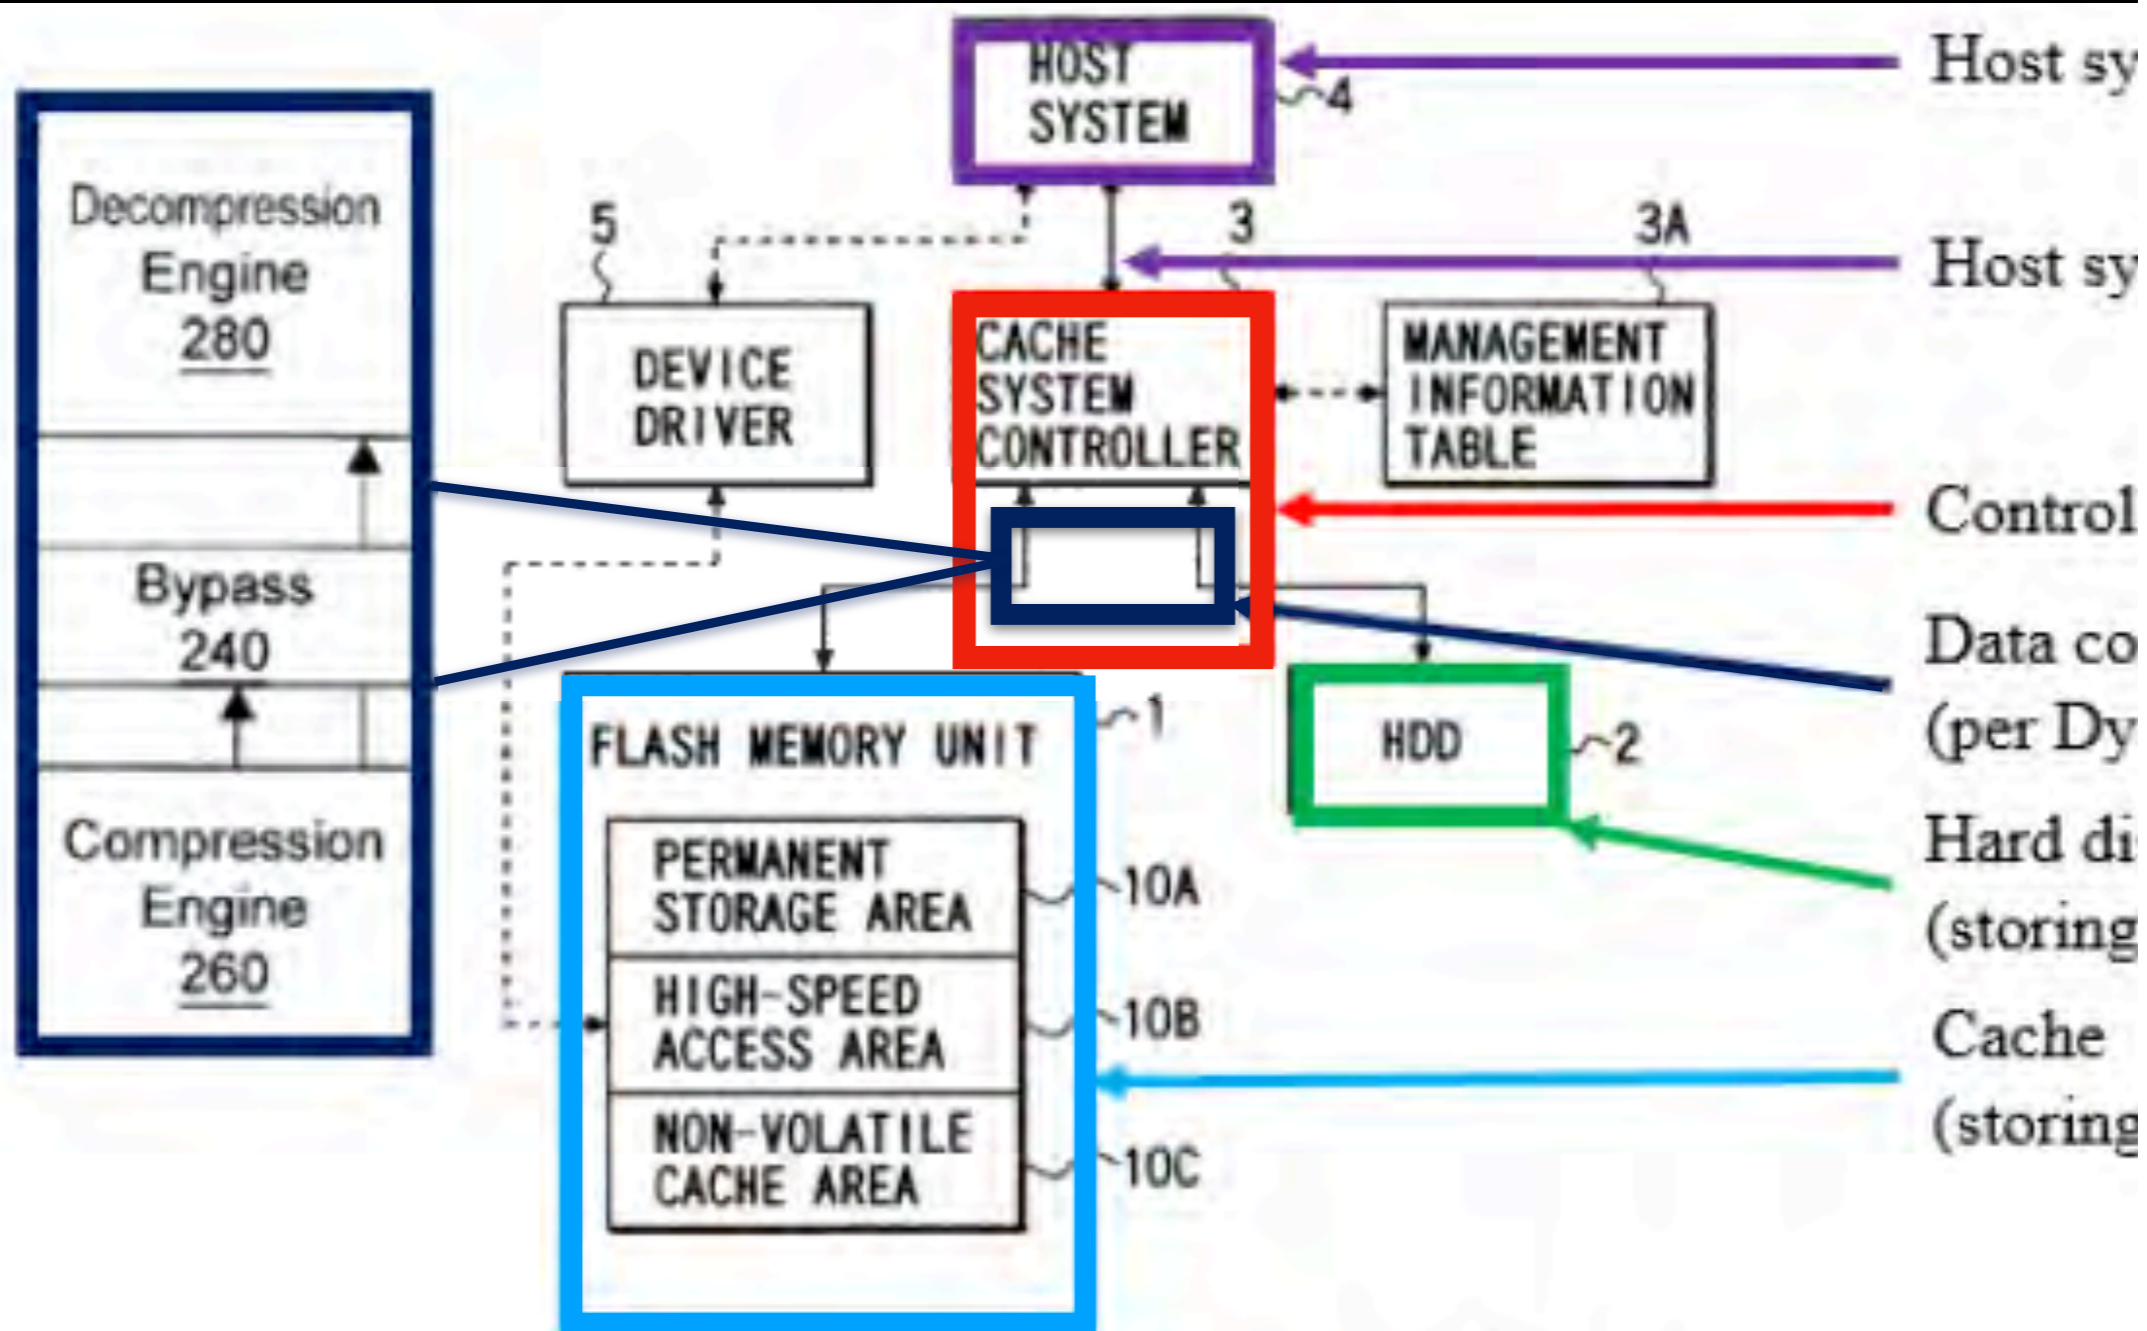 Decompression
Engine
280
Bypass
240
Compression
Engine
260
HOST
SYSTEM
4
5
3
3A
DEVICE
DRIVER
CACHE
SYSTEM
CONTROLLER
MANAGEMENT
INFORMATION
TABLE
FLASH MEMORY UNIT
1
HDD
2
PERMANENT
STORAGE AREA
10A
HIGH-SPEED
ACCESS AREA
10B
NON-VOLATILE
CACHE AREA
10C
Host sy
Host sy
Control
Data co
(per Dy
Hard di
(storing
Cache
(storing